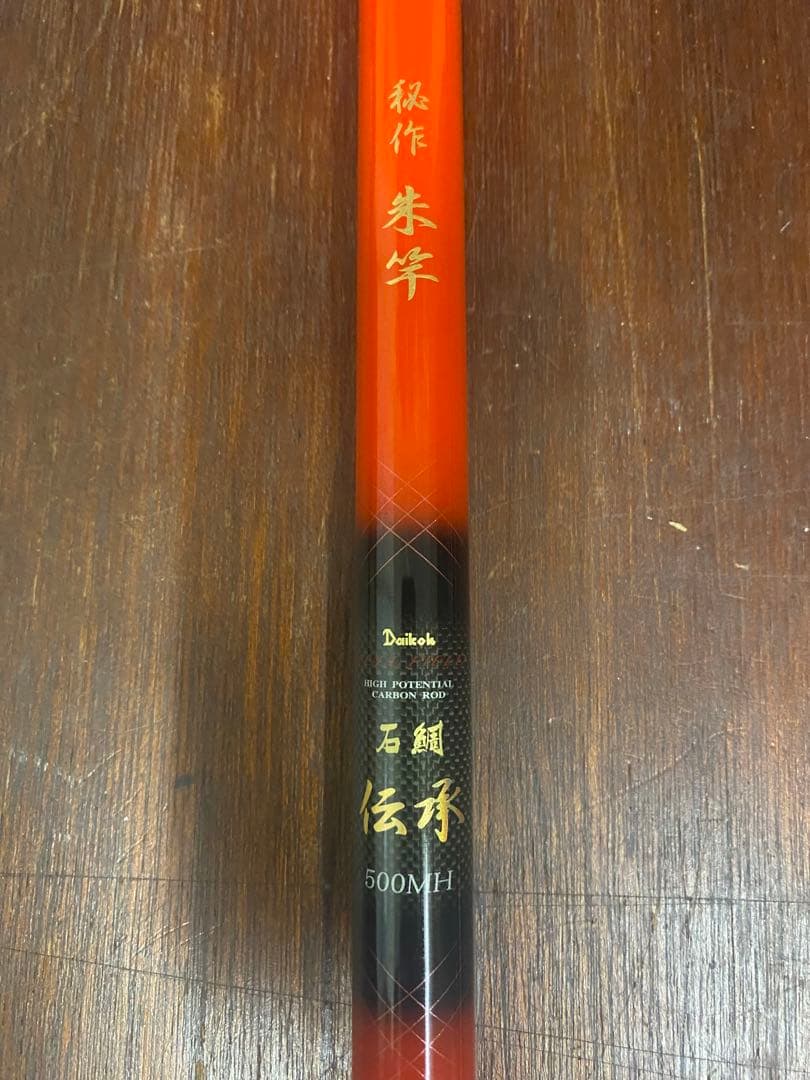 秘作
朱竿
Daikoh
HIGH POTENTIAL
CARBON ROD
石鯛
伝承
500MH